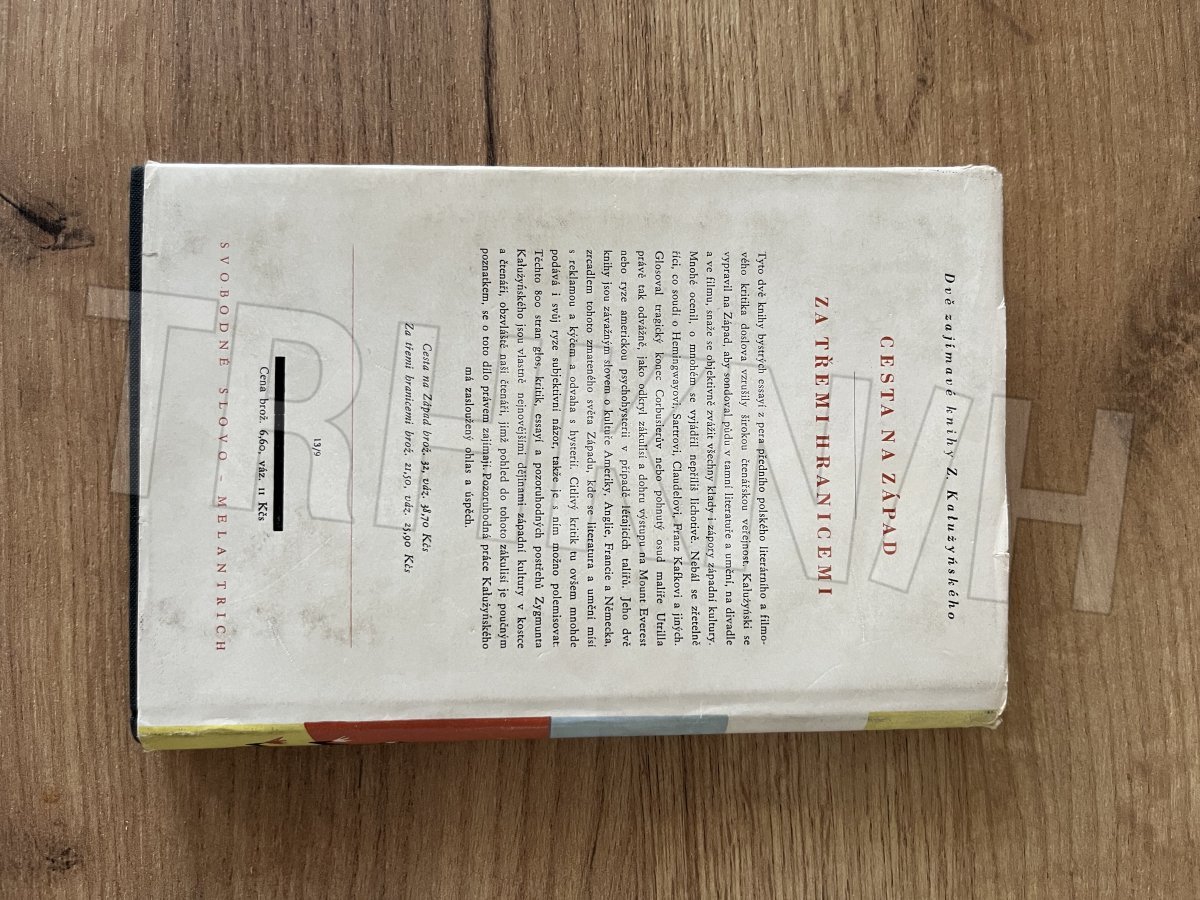 Dvě zajímavé knihy Z. Kalužyńského
CESTA NA ZÁPAD
ZA TŘEMI HRANICEMI
Tyto dvě knihy bystrých essayí z pera předního polského literárního a filmo-
vého kritika doslova vzrušily širokou čtenářskou veřejnost. Kalužyński se
vypravil na Západ, aby sondoval půdu v tamní literatuře a umění, na divadle
a ve filmu, snaže se objektivně zvážit všechny klady i zápory západní kultury.
Mnohé ocenil, o mnohém se vyjádřil nepříliš lichotivě. Nebál se zřetelně
říci, co soudí o Hemingwayovi, Sartrovi, Claudelovi, Franz Kafkovi a jiných.
Glosoval tragický konec Corbusierův nebo pohnutý osud malíře Utrilla
právě tak odvážně, jako odkryl zákulisí a dohru výstupu na Mount Everest
nebo ryze americkou psychohysterii v případě létajících talířů. Jeho dvě
knihy jsou závažným slovem o kultuře Ameriky, Anglie, Francie a Německa,
zrcadlem tohoto zmateného světa Západu, kde se literatura a umění mísí
s reklamou a kýčem a odvaha s hysterií. Citlivý kritik tu ovšem mnohde
podává i svůj ryze subjektivní názor, takže je s ním možno polemisovat.
Těchto 800 stran glos, kritik, essayí a pozoruhodných postřehů Zygmunta
Kalužyńského jsou vlastně nejnovějšími dějinami západní kultury v kostce
a čtenáři, obzvláště naši čtenáři, jimž pohled do tohoto zákulisí je poučným
poznatkem, se o toto dílo právem zajímají. Pozoruhodná práce Kalužyńského
má zasloužený ohlas a úspěch.
Cesta na Západ brož. 32, váz. 38,70 Kčs
Za třemi hranicemi brož. 21,50, váz. 25,90 Kčs
13/9
Cena brož. 6,60, váz. 11 Kčs
SVOBODNÉ SLOVO – MELANTRICH
TRHKNIH